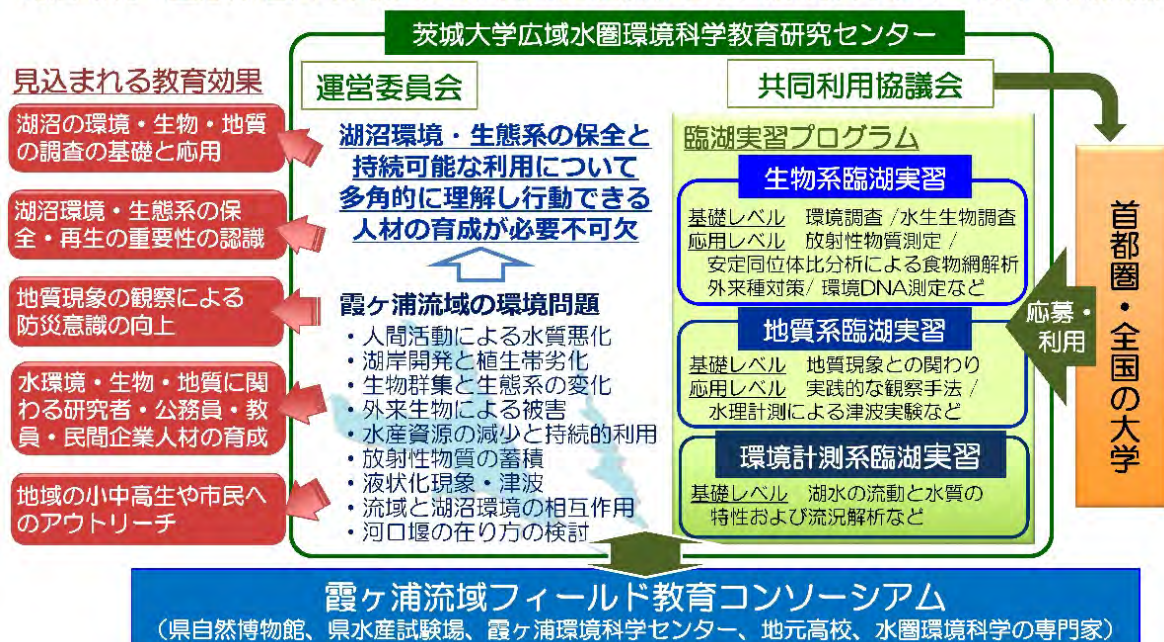 茨城大学広域水圏環境科学教育研究センター
見込まれる教育効果
湖沼の環境・生物・地質
の調査の基礎と応用
湖沼環境・生態系の保
全・再生の重要性の認識
地質現象の観察による
防災意識の向上
水環境・生物・地質に関
わる研究者・公務員・教
員・民間企業人材の育成
地域の小中高生や市民へ
のアウトリーチ
運営委員会
湖沼環境・生態系の保全と
持続可能な利用について
多角的に理解し行動できる
人材の育成が必要不可欠
霞ヶ浦流域の環境問題
・人間活動による水質悪化
・湖岸開発と植生帯劣化
・生物群集と生態系の変化
・外来生物による被害
・水産資源の減少と持続的利用
・放射性物質の蓄積
・液状化現象・津波
・流域と湖沼環境の相互作用
・河口堰の在り方の検討
共同利用協議会
臨湖実習プログラム
生物系臨湖実習
基礎レベル 環境調査/水生生物調査
応用レベル 放射性物質測定/
安定同位体比分析による食物網解析
外来種対策/環境DNA測定など
地質系臨湖実習
基礎レベル 地質現象との関わり
応用レベル 実践的な観察手法/
水理計測による津波実験など
環境計測系臨湖実習
基礎レベル 湖水の流動と水質の
特性および流況解析など
応募・
利用
首都圏・全国の大学
霞ヶ浦流域フィールド教育コンソーシアム
(県自然博物館、県水産試験場、霞ヶ浦環境科学センター、地元高校、水圏環境科学の専門家)